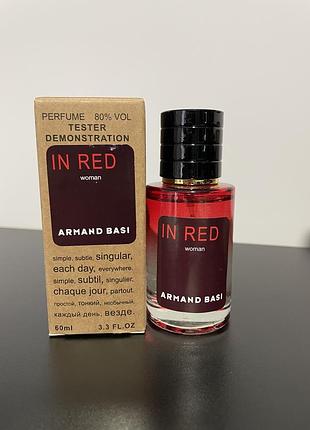 PERFUME 80% VOL
TESTER
DEMONSTRATION
IN RED
woman
ARMAND BASI
simple, subtle, singular,
each day, everywhere.
simple, subtil, singulier.
chaque jour, partout.
простой, тонкий, необычный,
каждый день, везде.
60ml 3.3 FL.OZ
IN RED
woman
ARMAND BASI